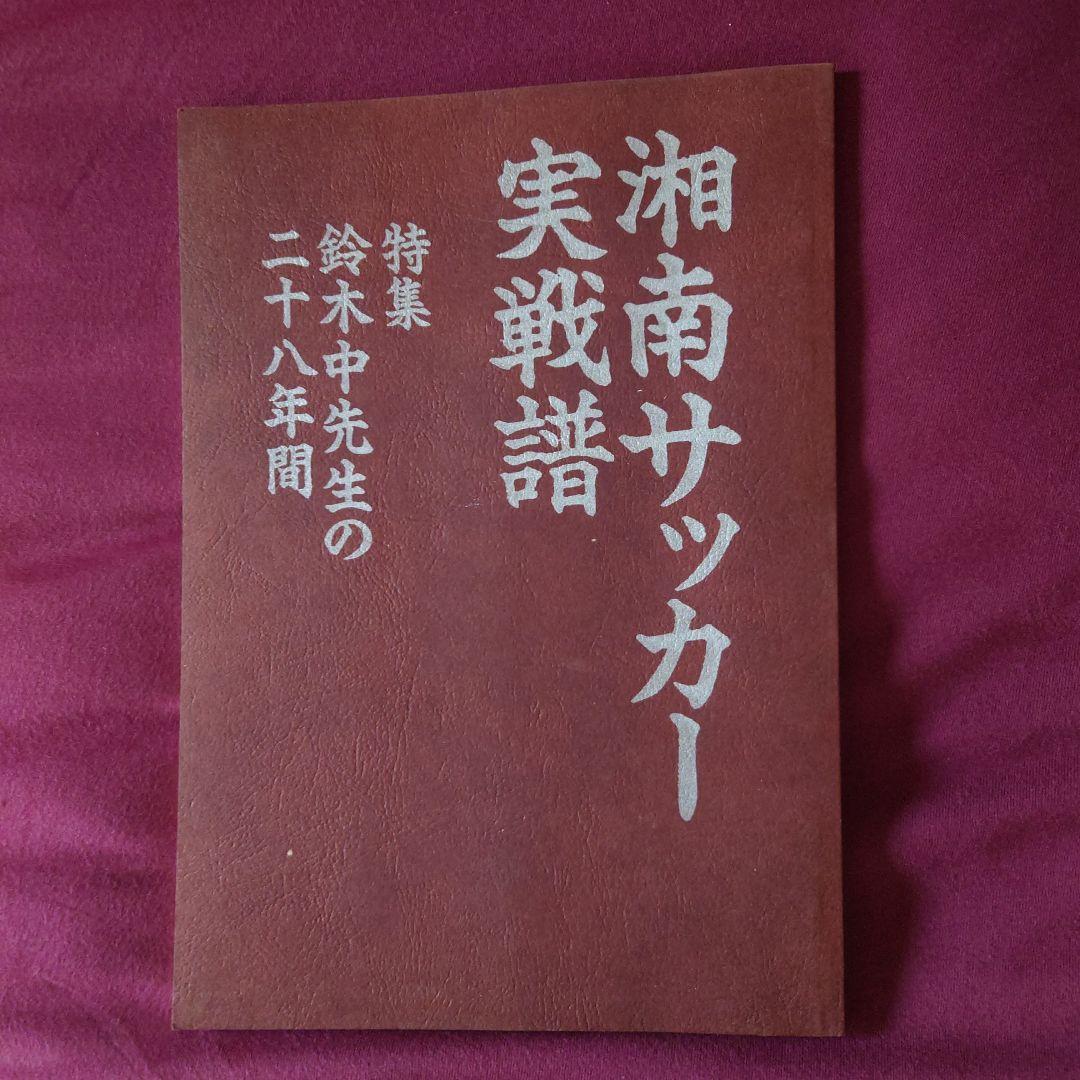 湘南サッカー
実戦譜
特集
鈴木中先生の
二十八年間